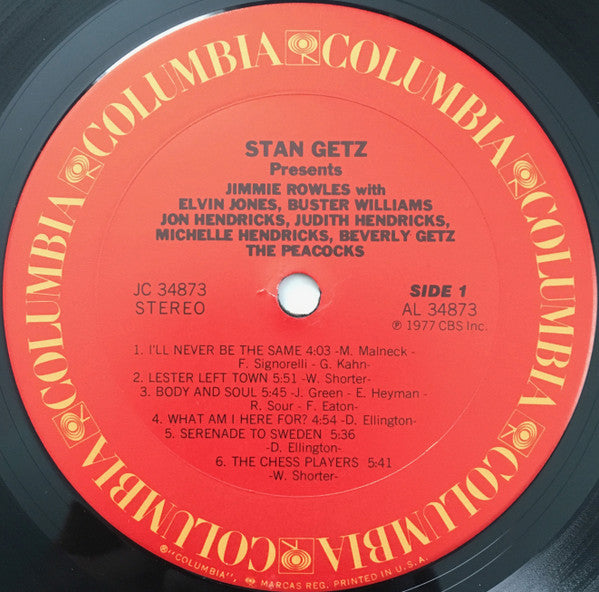 COLUMBIA COLUMBIA COLUMBIA COLUMBIA COLUMBIA COLUMBIA
STAN GETZ
Presents
JIMMIE ROWLES with
ELVIN JONES, BUSTER WILLIAMS
JON HENDRICKS, JUDITH HENDRICKS,
MICHELLE HENDRICKS, BEVERLY GETZ
THE PEACOCKS
JC 34873
STEREO
SIDE 1
AL 34873
℗ 1977 CBS Inc.
1. I'LL NEVER BE THE SAME 4:03 -M. Malneck -
F. Signorelli - G. Kahn-
2. LESTER LEFT TOWN 5:51 -W. Shorter-
3. BODY AND SOUL 5:45 -J. Green - E. Heyman -
R. Sour - F. Eaton-
4. WHAT AM I HERE FOR? 4:54 -D. Ellington-
5. SERENADE TO SWEDEN 5:36
-D. Ellington-
6. THE CHESS PLAYERS 5:41
-W. Shorter-
®"COLUMBIA", MARCAS REG. PRINTED IN U.S.A.